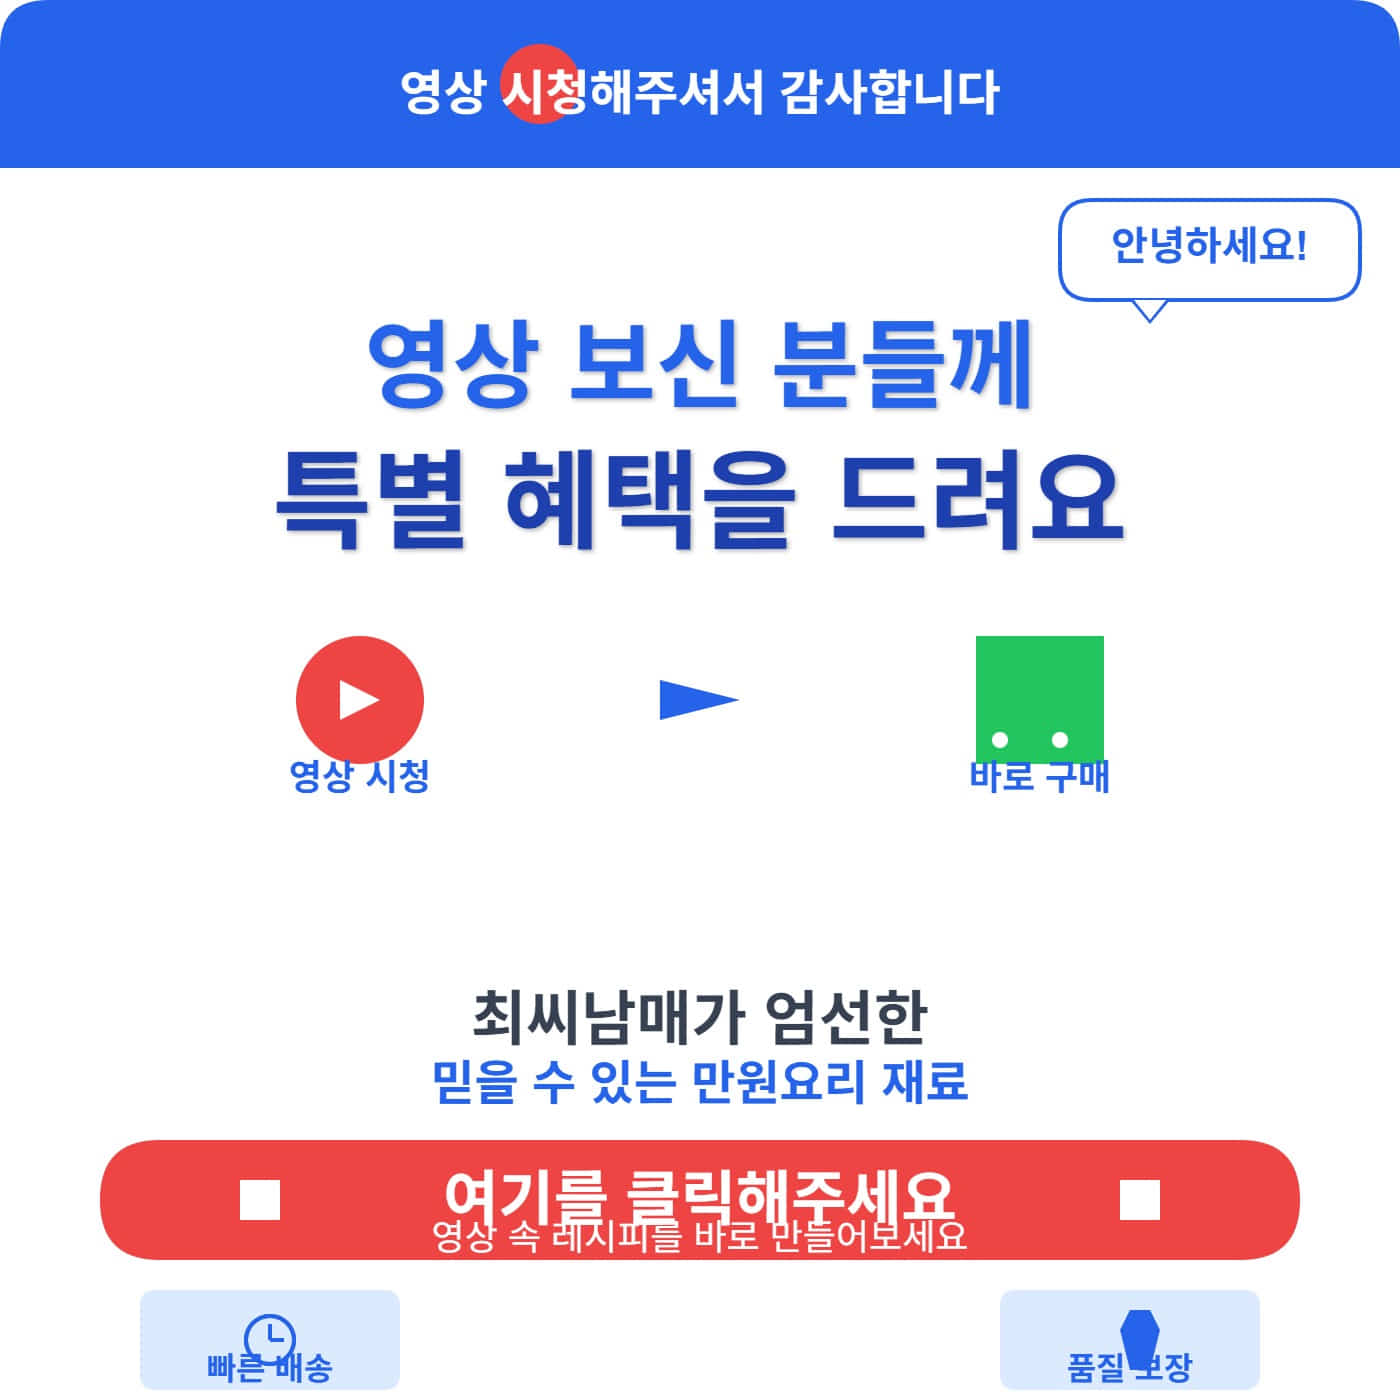 영상 시청해주셔서 감사합니다
안녕하세요!
영상 보신 분들께
특별 혜택을 드려요
영상 시청
바로 구매
최씨남매가 엄선한
믿을 수 있는 만원요리 재료
여기를 클릭해주세요
영상 속 레시피를 바로 만들어보세요
빠른 배송
품질 보장